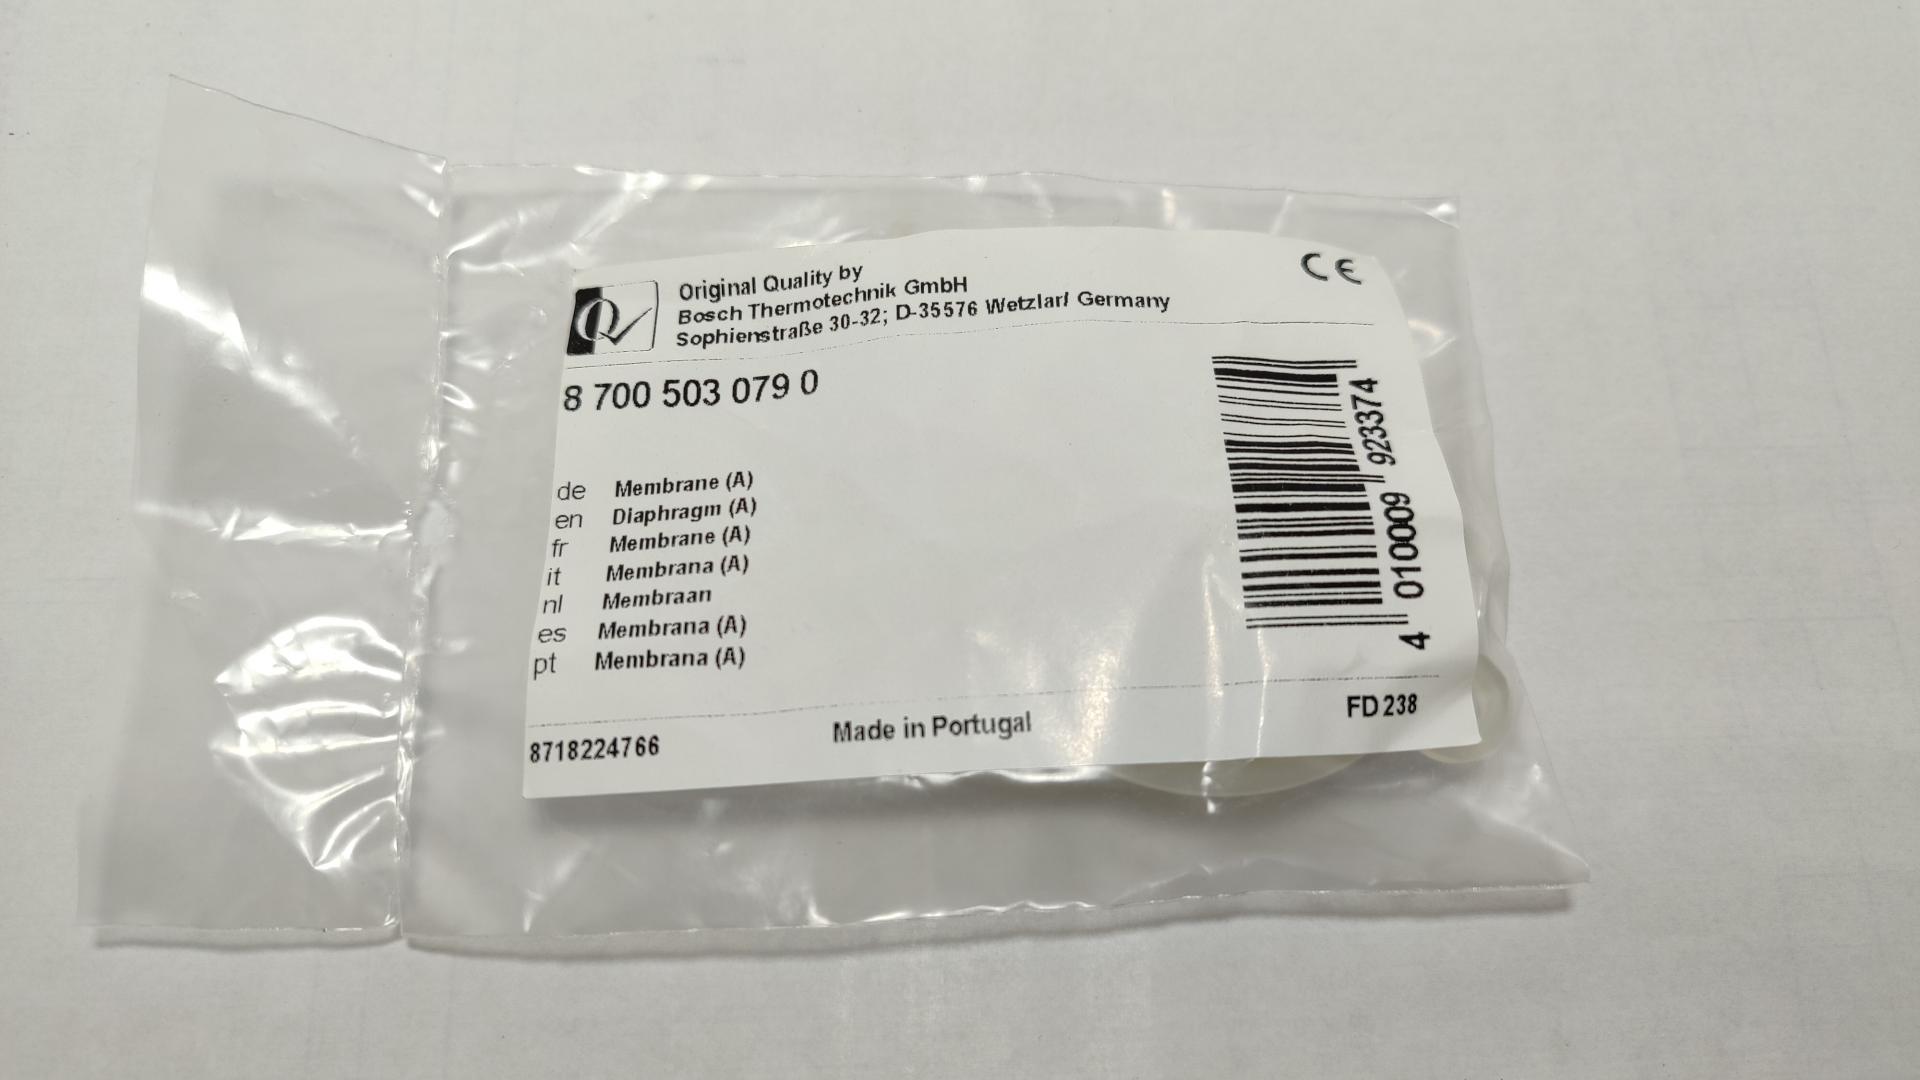 Original Quality by
Bosch Thermotechnik GmbH
Sophienstraße 30-32; D-35576 Wetzlar/ Germany
CE
8 700 503 079 0
de Membrane (A)
en Diaphragm (A)
fr Membrane (A)
it Membrana (A)
nl Membraan
es Membrana (A)
pt Membrana (A)
4 010009 923374
8718224766
Made in Portugal
FD 238